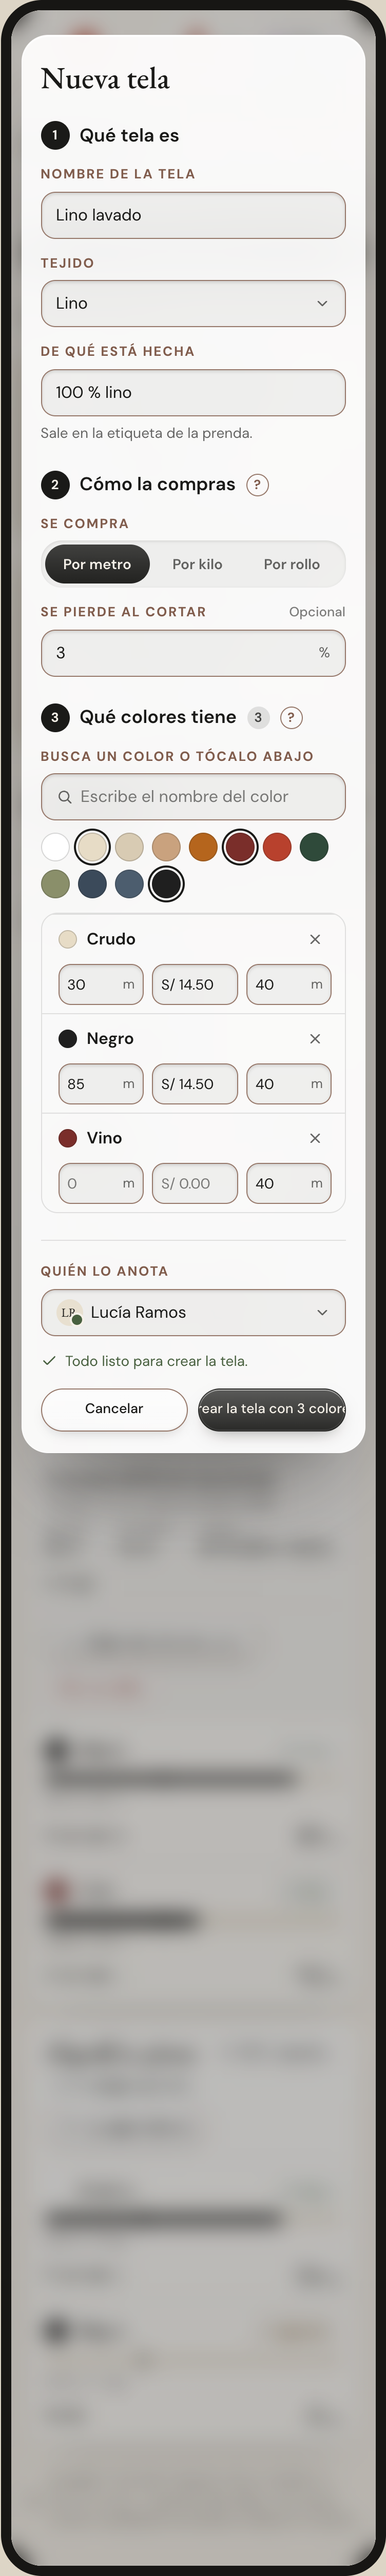 Nueva tela
1 Qué tela es
NOMBRE DE LA TELA
Lino lavado
TEJIDO
Lino
DE QUÉ ESTÁ HECHA
100 % lino
Sale en la etiqueta de la prenda.
2 Cómo la compras ?
SE COMPRA
Por metro Por kilo Por rollo
SE PIERDE AL CORTAR Opcional
3 %
3 Qué colores tiene 3 ?
BUSCA UN COLOR O TÓCALO ABAJO
Escribe el nombre del color
Crudo
30 m S/ 14.50 40 m
Negro
85 m S/ 14.50 40 m
Vino
0 m S/ 0.00 40 m
QUIÉN LO ANOTA
LR Lucía Ramos
Todo listo para crear la tela.
Cancelar rear la tela con 3 colore